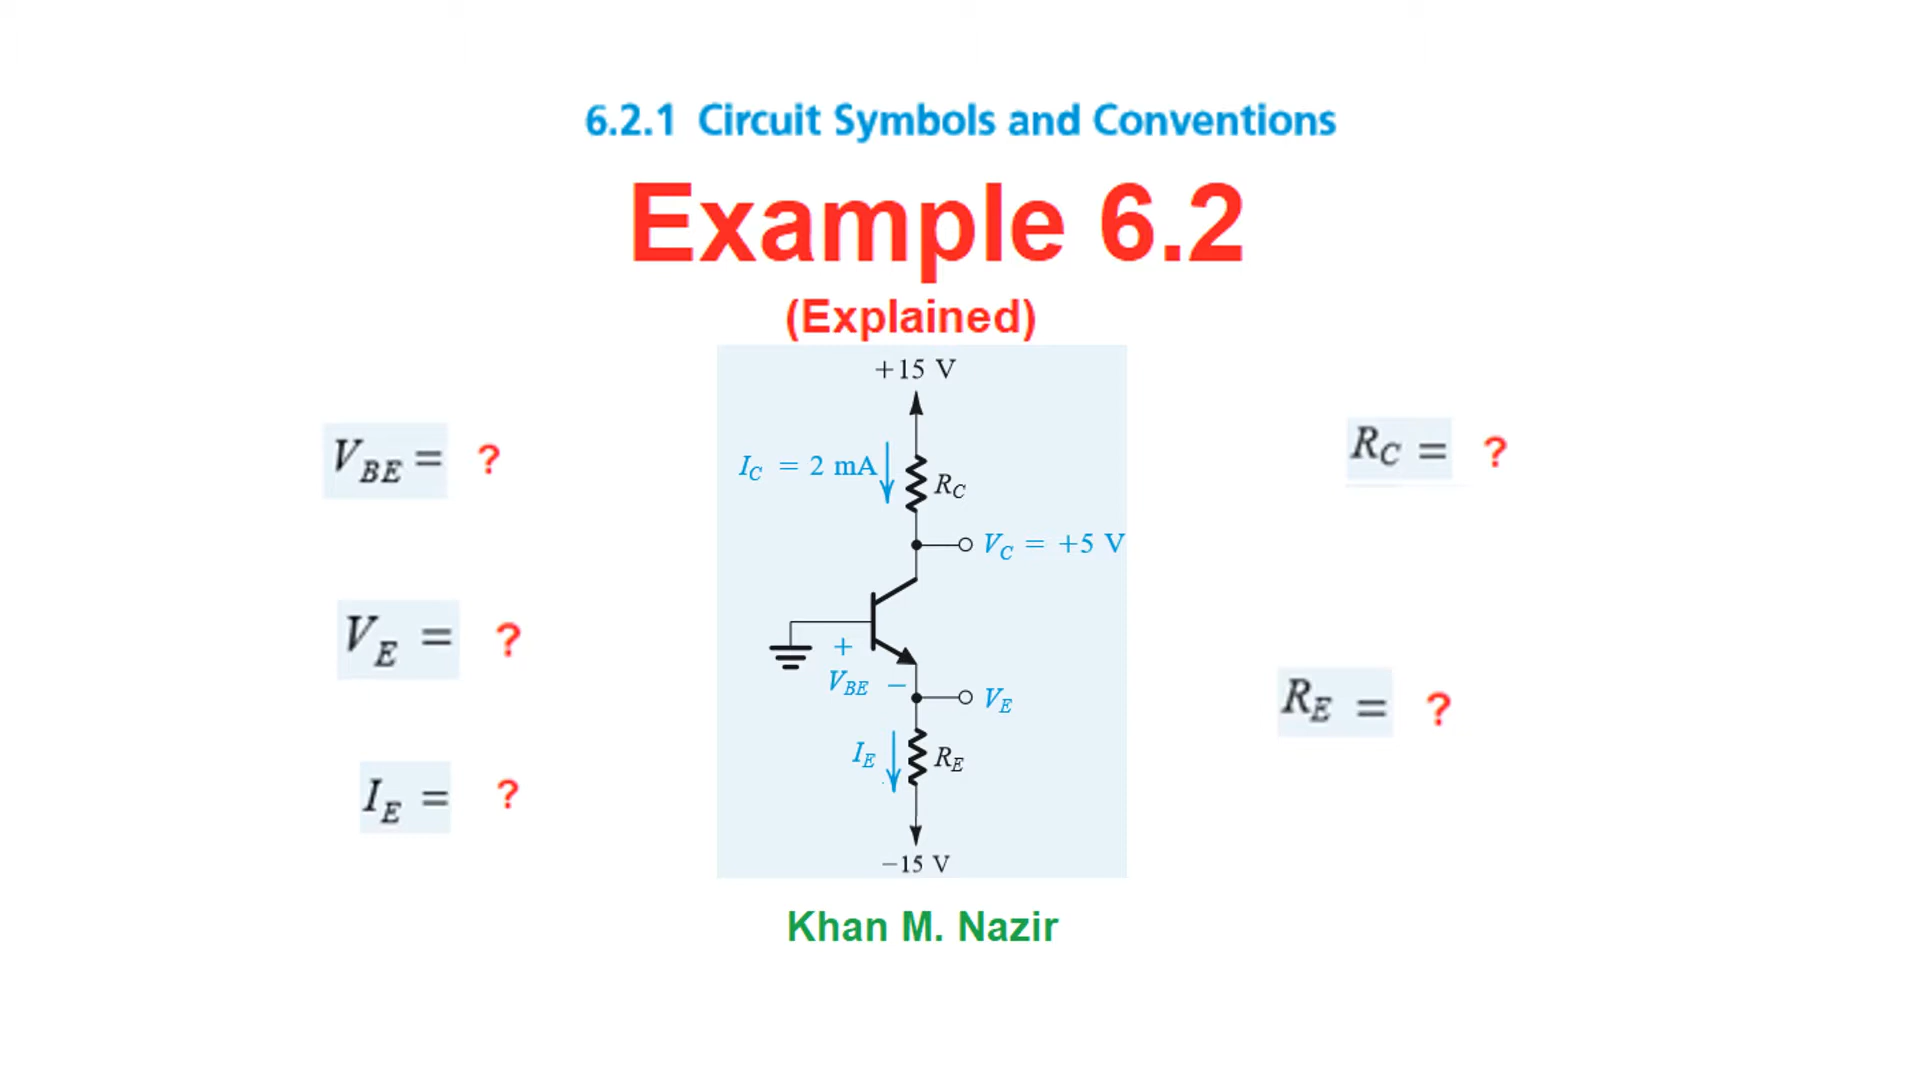 6.2.1 Circuit Symbols and Conventions
Example 6.2
(Explained)
+15 V
V_BE = ?
I_C = 2 mA
R_C
R_C = ?
V_C = +5 V
V_E = ?
+
V_BE −
V_E
R_E = ?
I_E
R_E
I_E = ?
−15 V
Khan M. Nazir